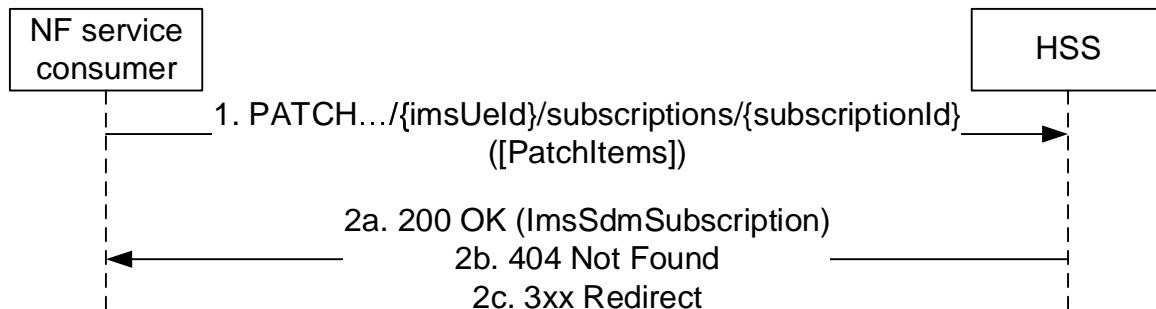 NF service
consumer
HSS
1. PATCH…/{imsUeId}/subscriptions/{subscriptionId}
([PatchItems])
2a. 200 OK (ImsSdmSubscription)
2b. 404 Not Found
2c. 3xx Redirect